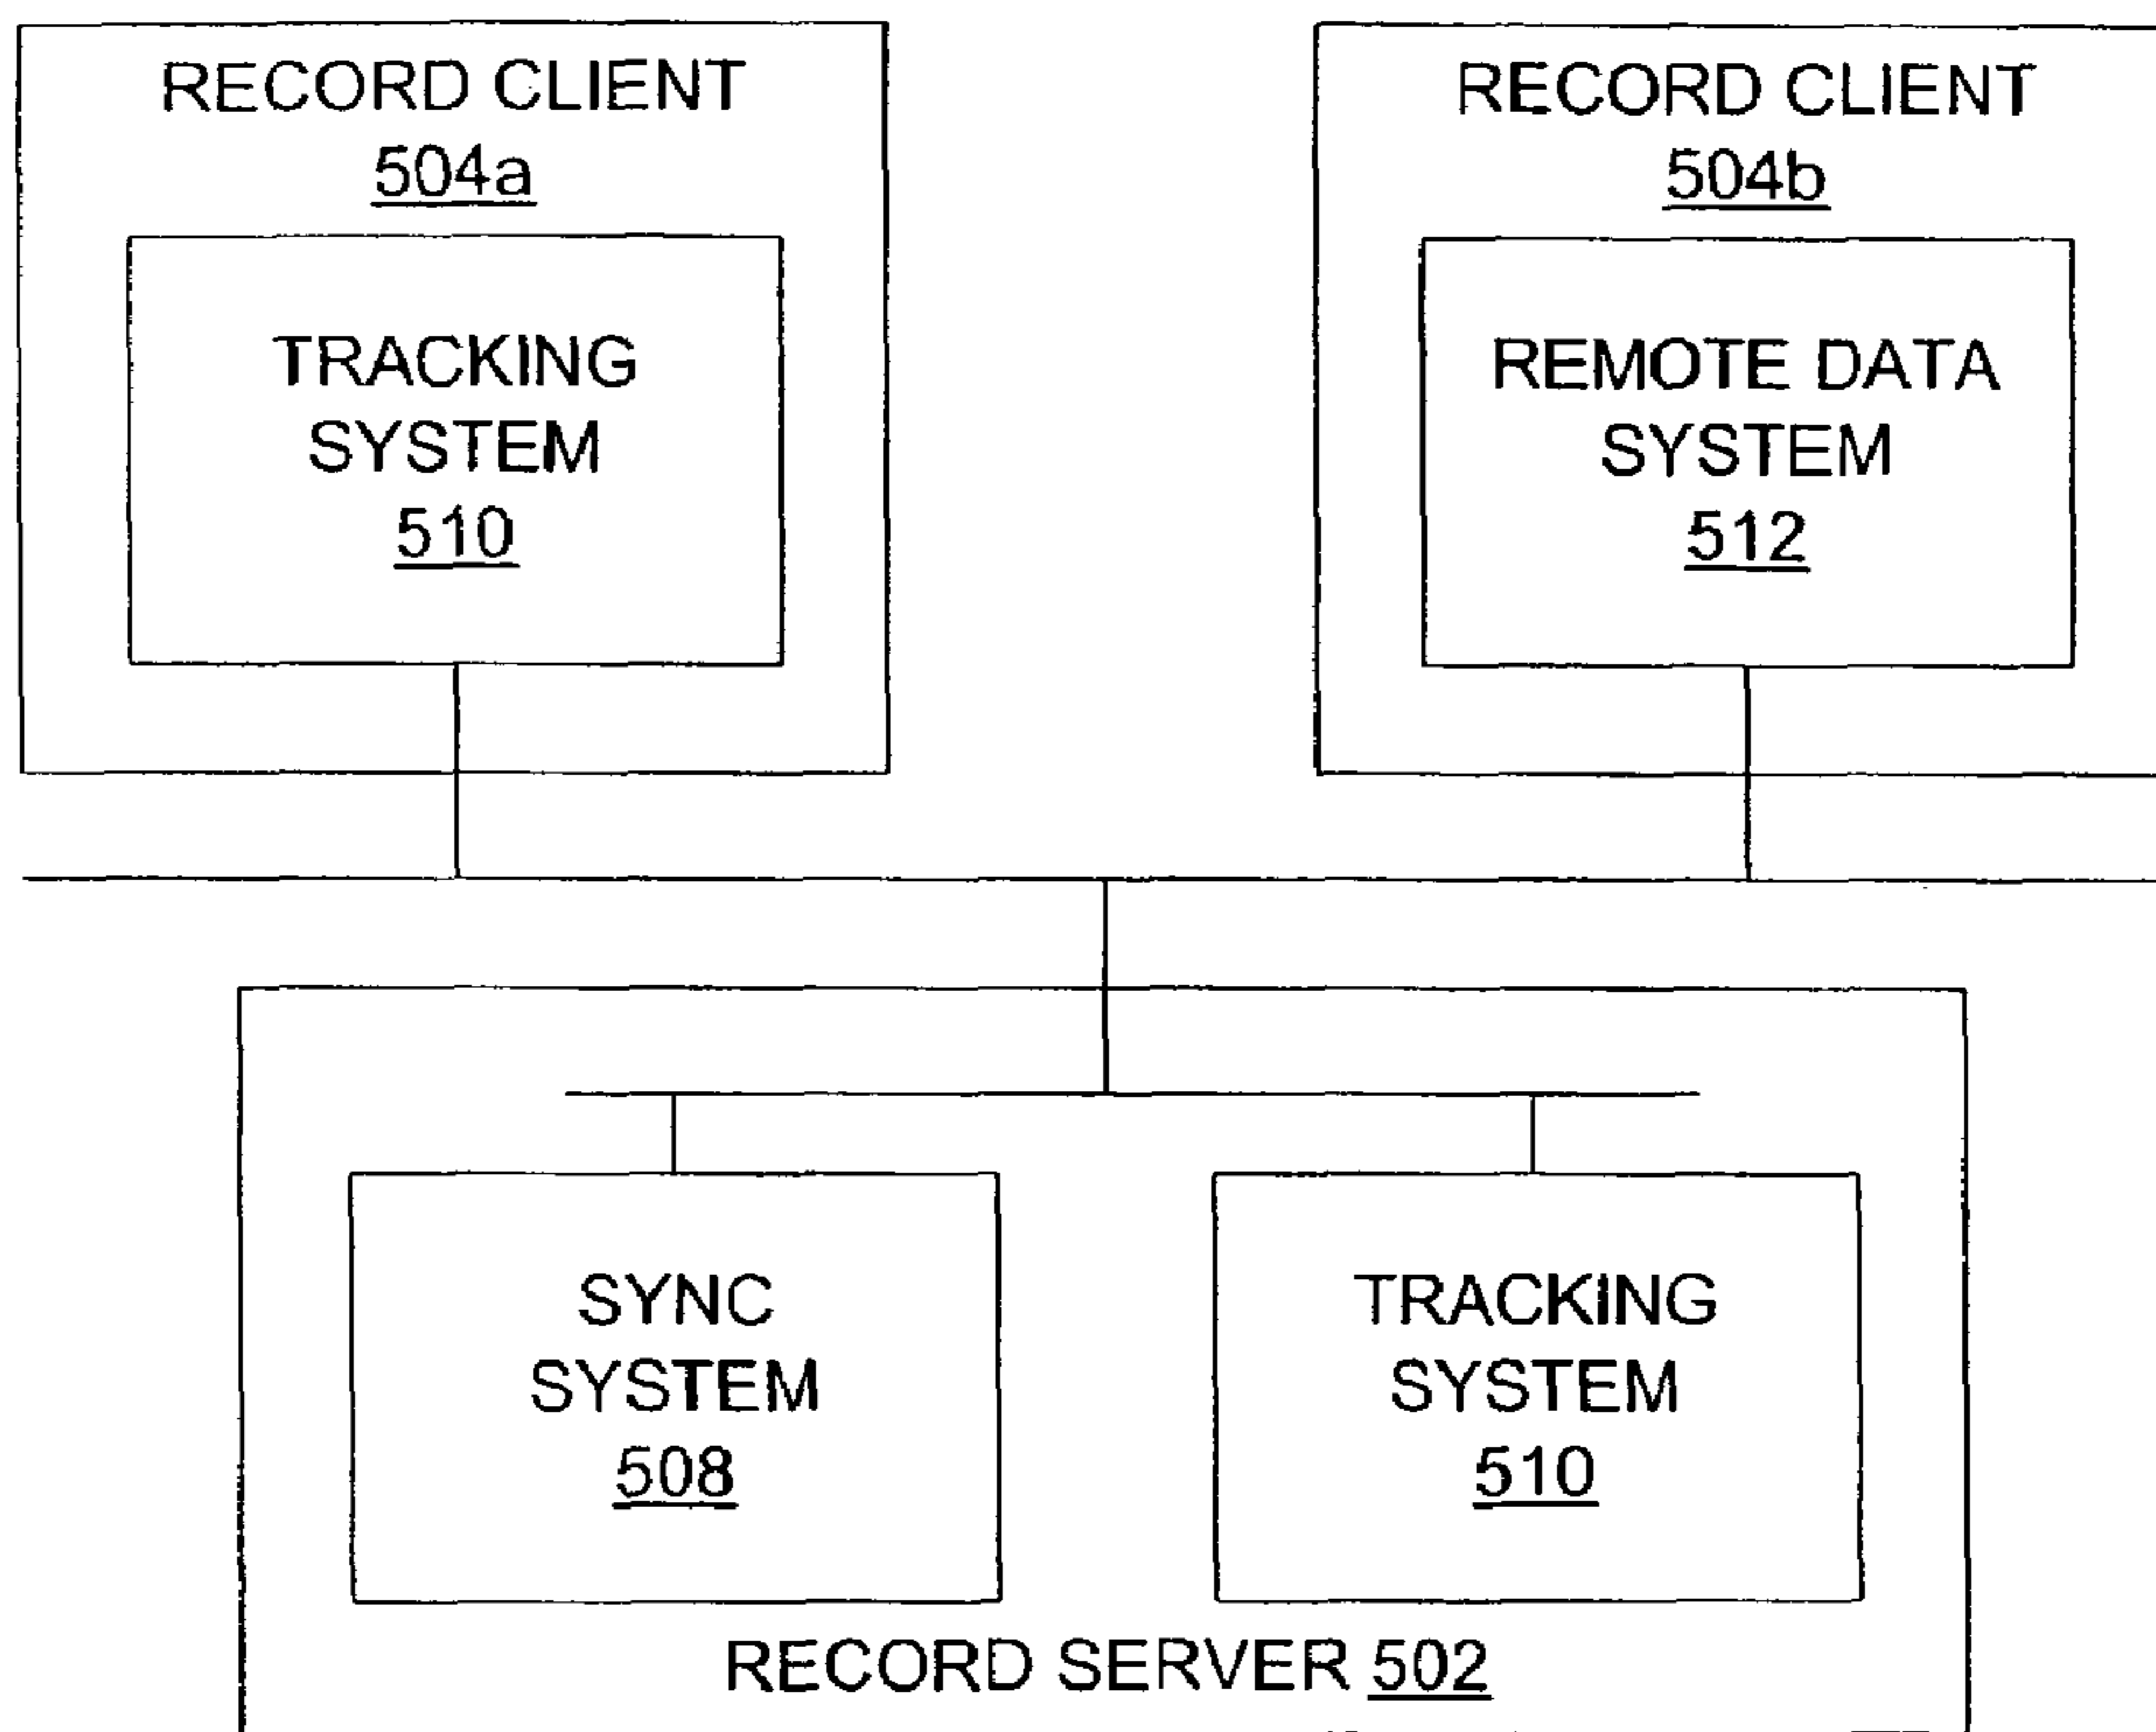 RECORD CLIENT
504a
TRACKING
SYSTEM
510
RECORD CLIENT
504b
REMOTE DATA
SYSTEM
512
SYNC
SYSTEM
508
TRACKING
SYSTEM
510
RECORD SERVER 502